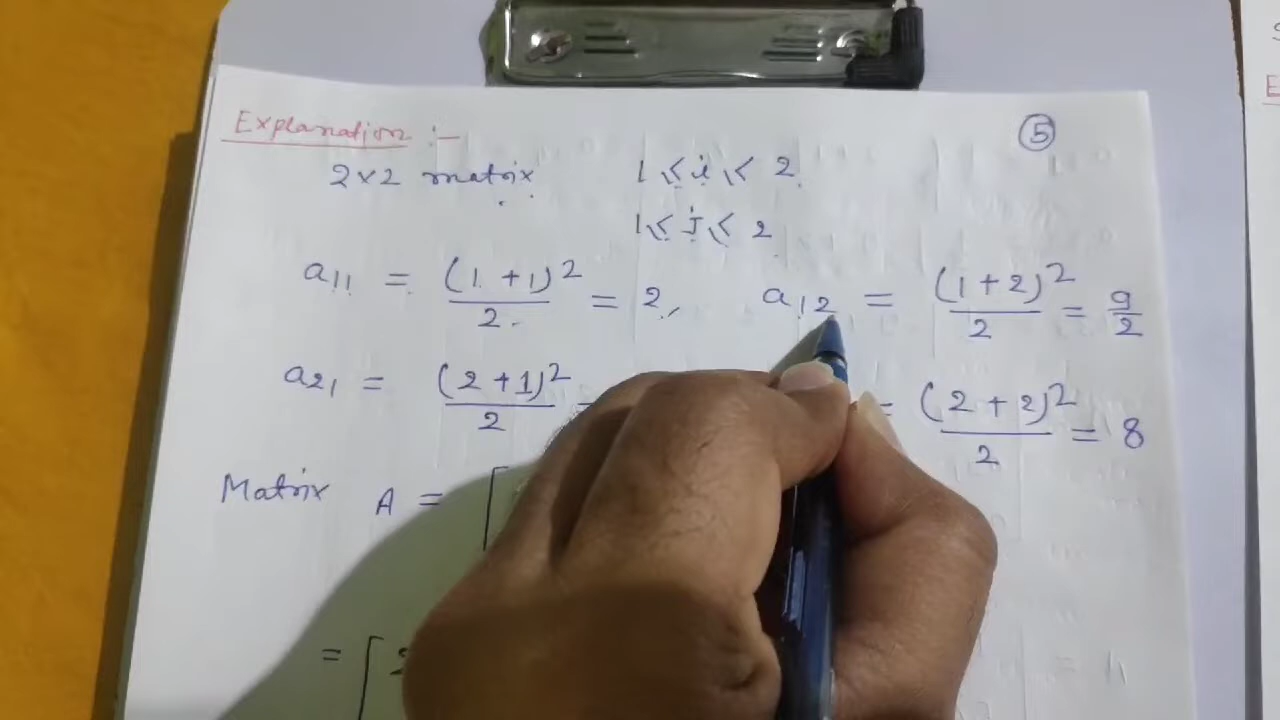 Explanation :-
⑤
2×2 matrix 1 ≤ i ≤ 2
1 ≤ j ≤ 2
a₁₁ = (1+1)²/2 = 2, a₁₂ = (1+2)²/2 = 9/2
a₂₁ = (2+1)²/2 = (2+2)²/2 = 8
Matrix A = [
= [